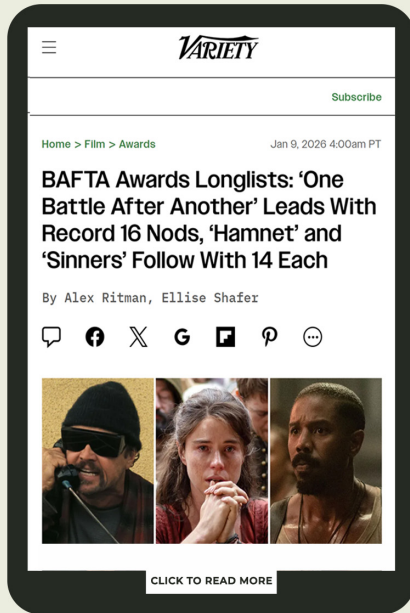 VARIETY
Subscribe
Home > Film > Awards
Jan 9, 2026 4:00am PT
BAFTA Awards Longlists: ‘One
Battle After Another’ Leads With
Record 16 Nods, ‘Hamnet’ and
‘Sinners’ Follow With 14 Each
By Alex Ritman, Ellise Shafer
CLICK TO READ MORE